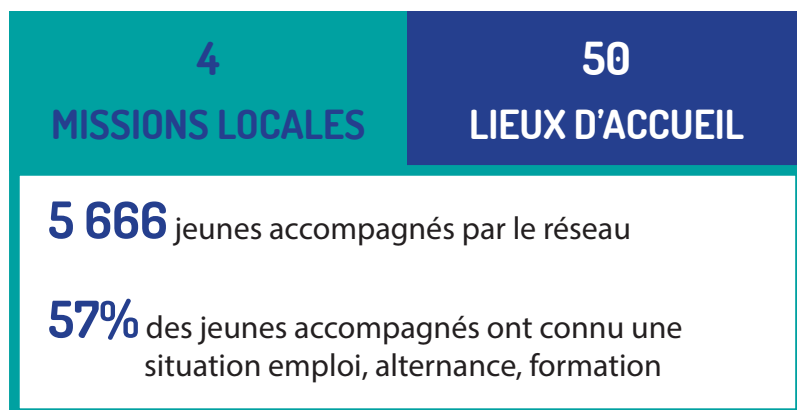 4
MISSIONS LOCALES
50
LIEUX D'ACCUEIL
5 666 jeunes accompagnés par le réseau
57% des jeunes accompagnés ont connu une
situation emploi, alternance, formation